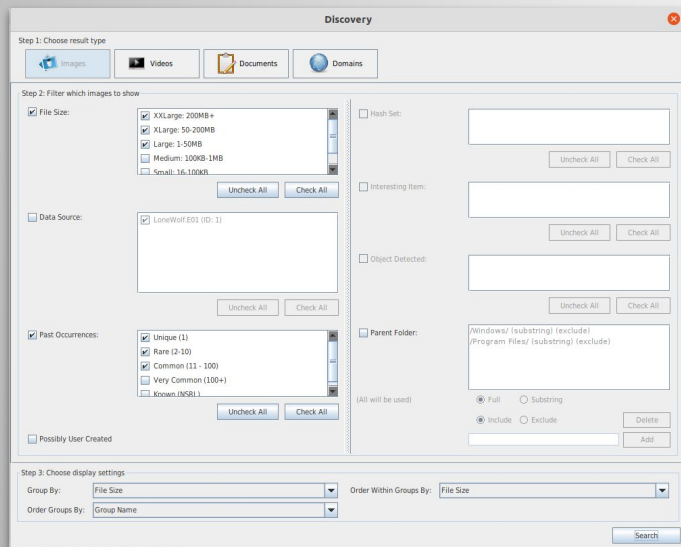 Discovery
Step 1: Choose result type
Images
Videos
Documents
Domains
Step 2: Filter which images to show
File Size:
XXLarge: 200MB+
XLarge: 50-200MB
Large: 1-50MB
Medium: 100KB-1MB
Small: 16-100KB
Uncheck All
Check All
Data Source:
LoneWolf.E01 (ID: 1)
Uncheck All
Check All
Past Occurrences:
Unique (1)
Rare (2-10)
Common (11 - 100)
Very Common (100+)
Known (NSRL)
Uncheck All
Check All
Possibly User Created
Hash Set:
Uncheck All
Check All
Interesting Item:
Uncheck All
Check All
Object Detected:
Uncheck All
Check All
Parent Folder:
/Windows/ (substring) (exclude)
/Program Files/ (substring) (exclude)
(All will be used)
Full
Substring
Include
Exclude
Delete
Add
Step 3: Choose display settings
Group By:
File Size
Order Within Groups By:
File Size
Order Groups By:
Group Name
Search